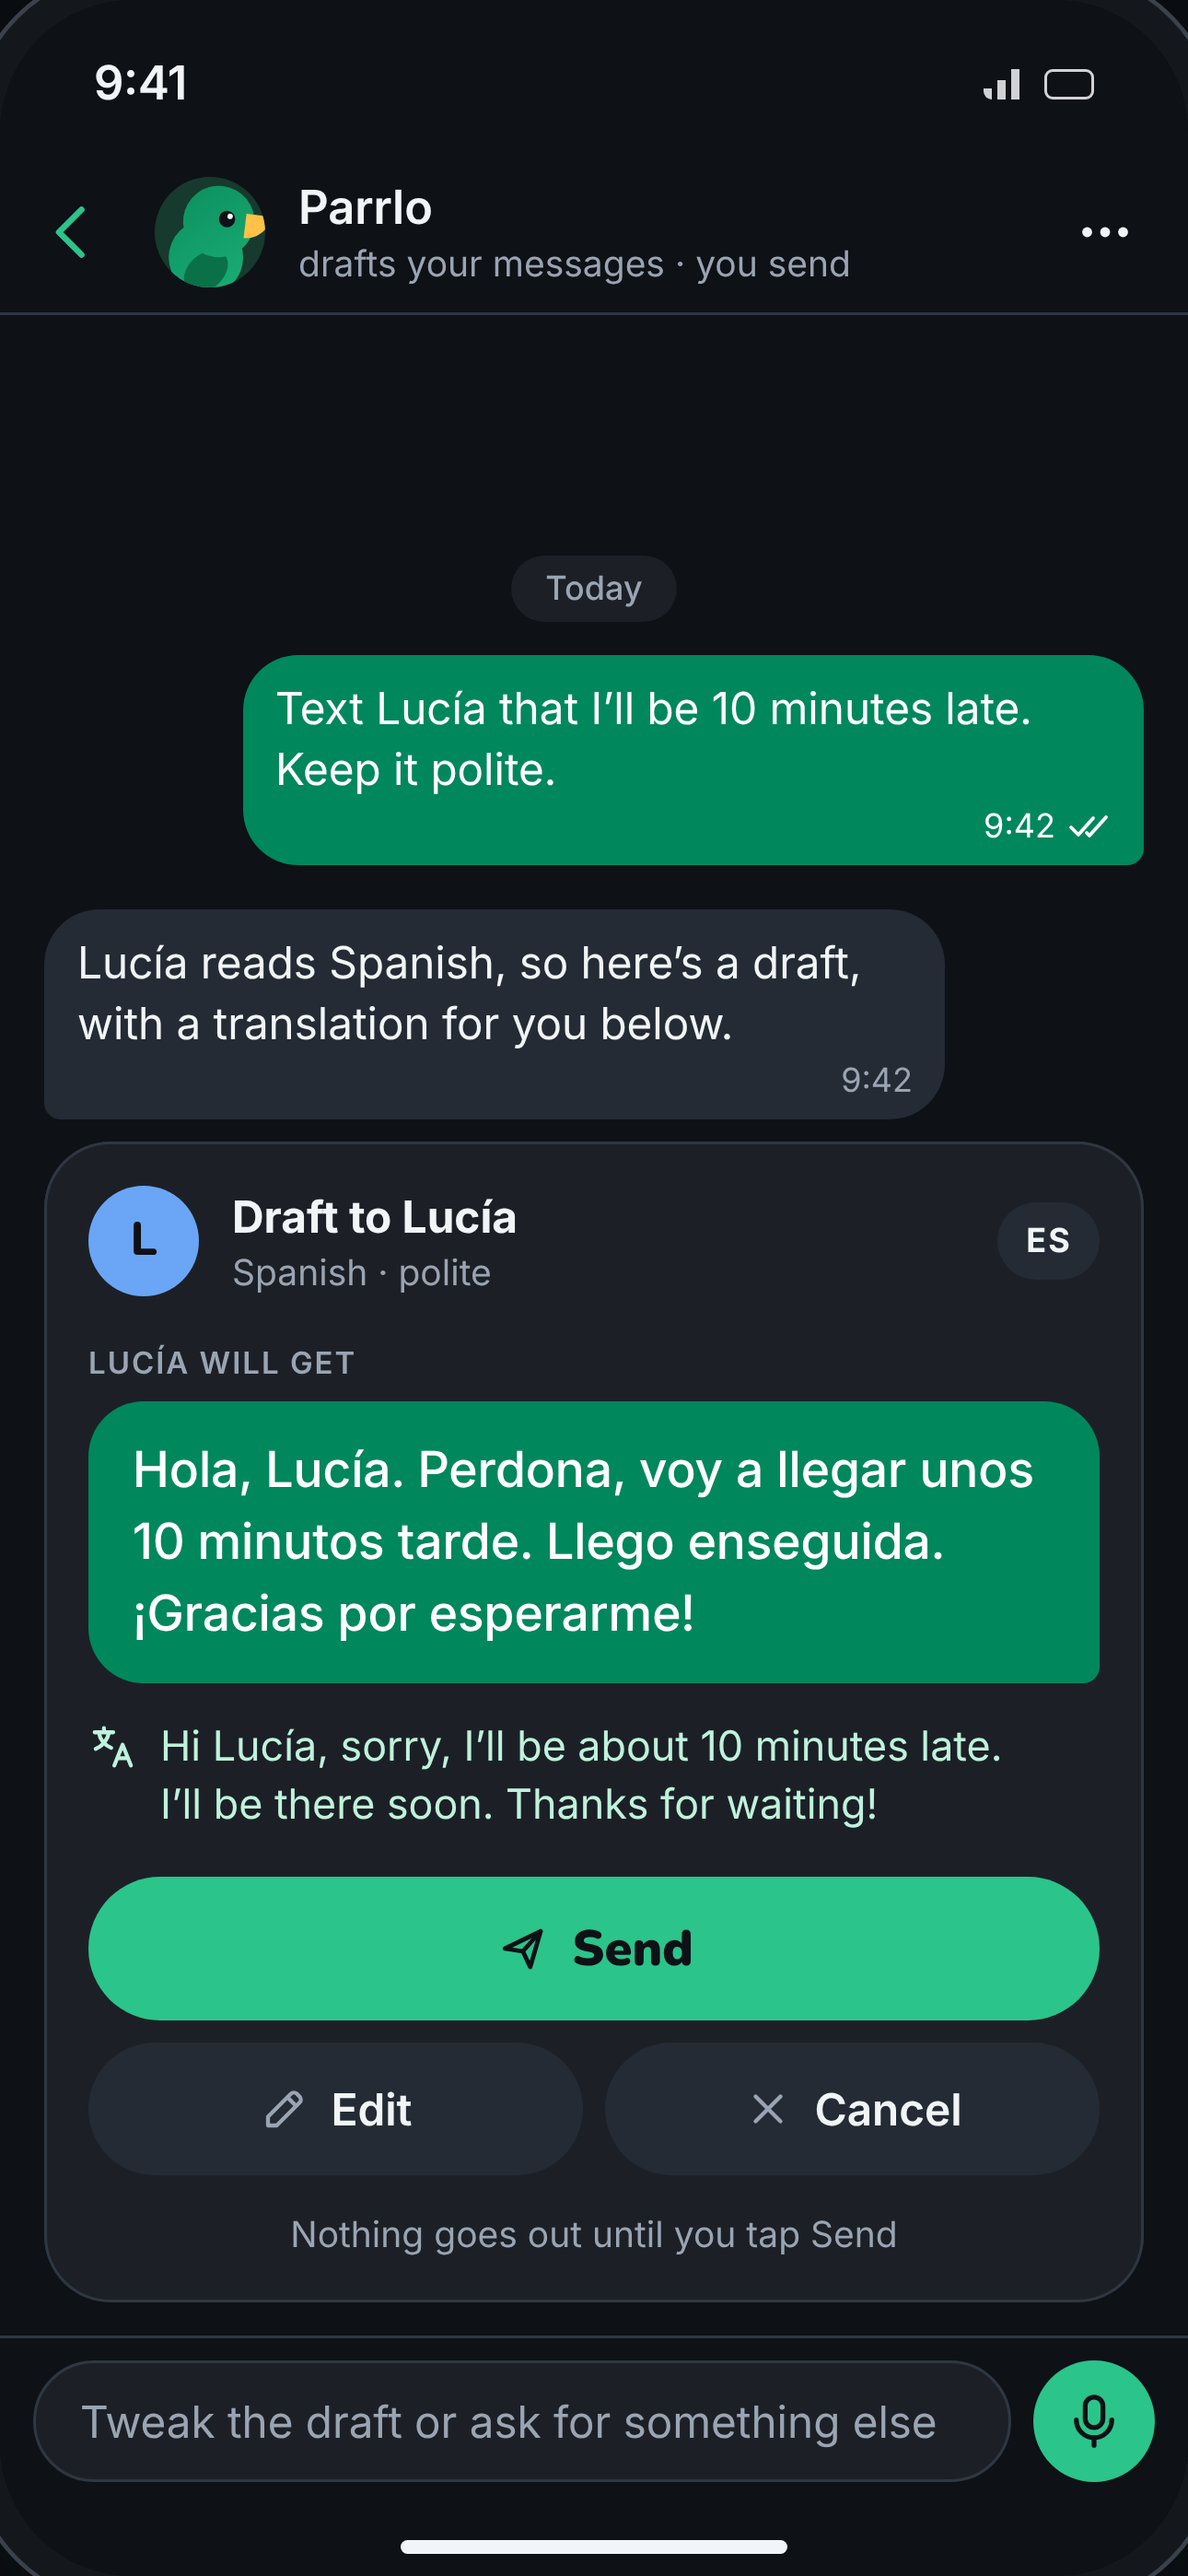 9:41
Parrlo
drafts your messages · you send
Today
Text Lucía that I’ll be 10 minutes late.
Keep it polite.
9:42
Lucía reads Spanish, so here’s a draft,
with a translation for you below.
9:42
L
Draft to Lucía
Spanish · polite
ES
LUCÍA WILL GET
Hola, Lucía. Perdona, voy a llegar unos
10 minutos tarde. Llego enseguida.
¡Gracias por esperarme!
Hi Lucía, sorry, I’ll be about 10 minutes late.
I’ll be there soon. Thanks for waiting!
Send
Edit
Cancel
Nothing goes out until you tap Send
Tweak the draft or ask for something else